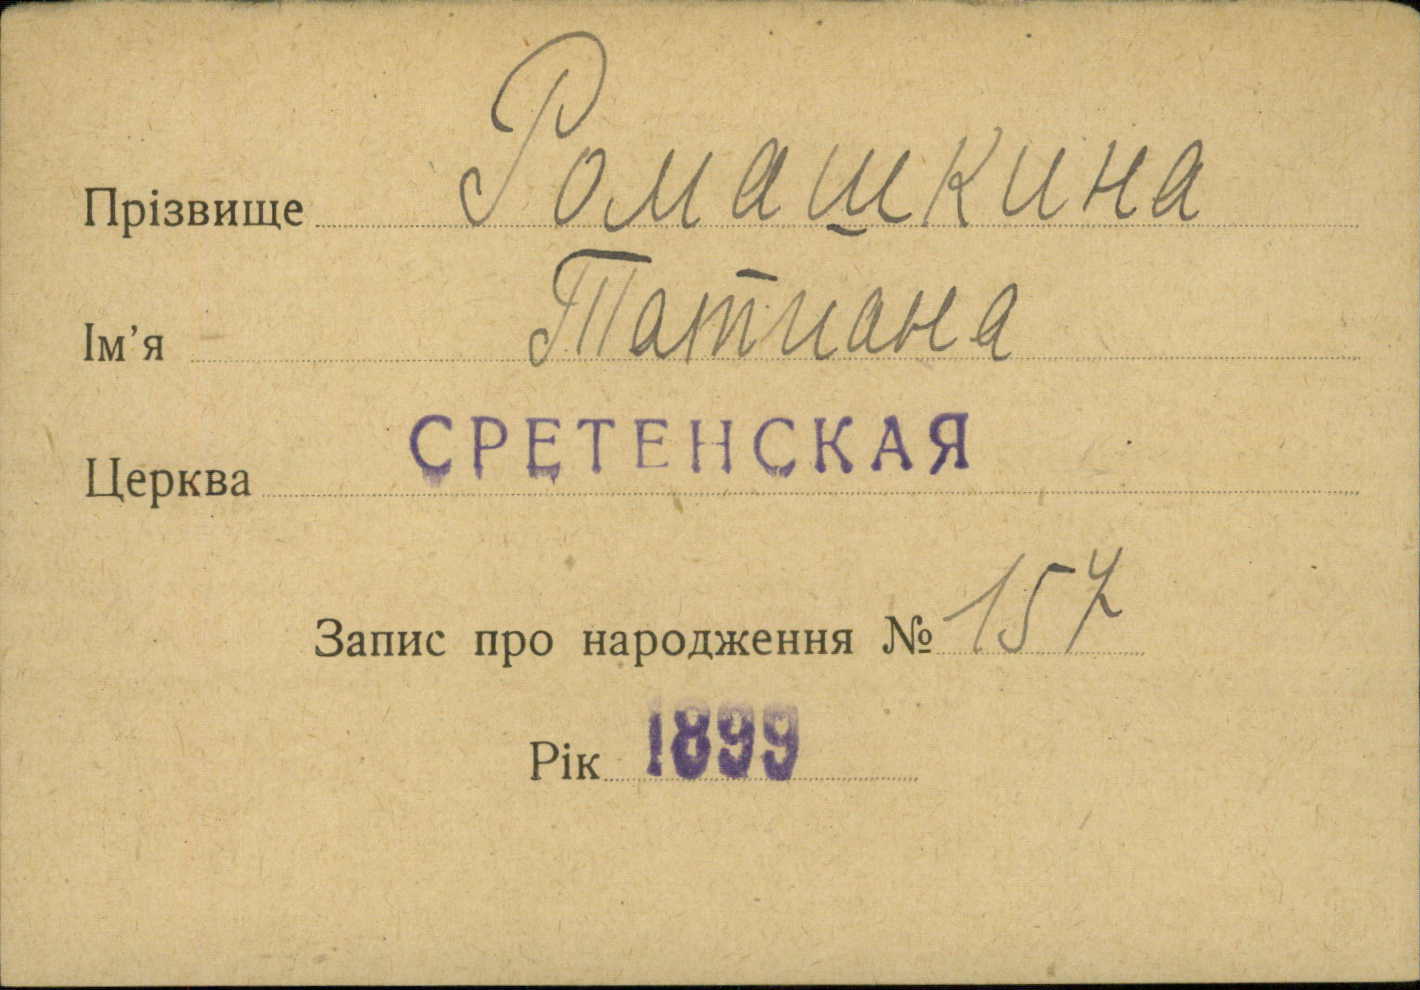 Прізвище Ромашкина
Ім’я Татиана
Церква СРЕТЕНСКАЯ
Запис про народження № 157
Рік 1899